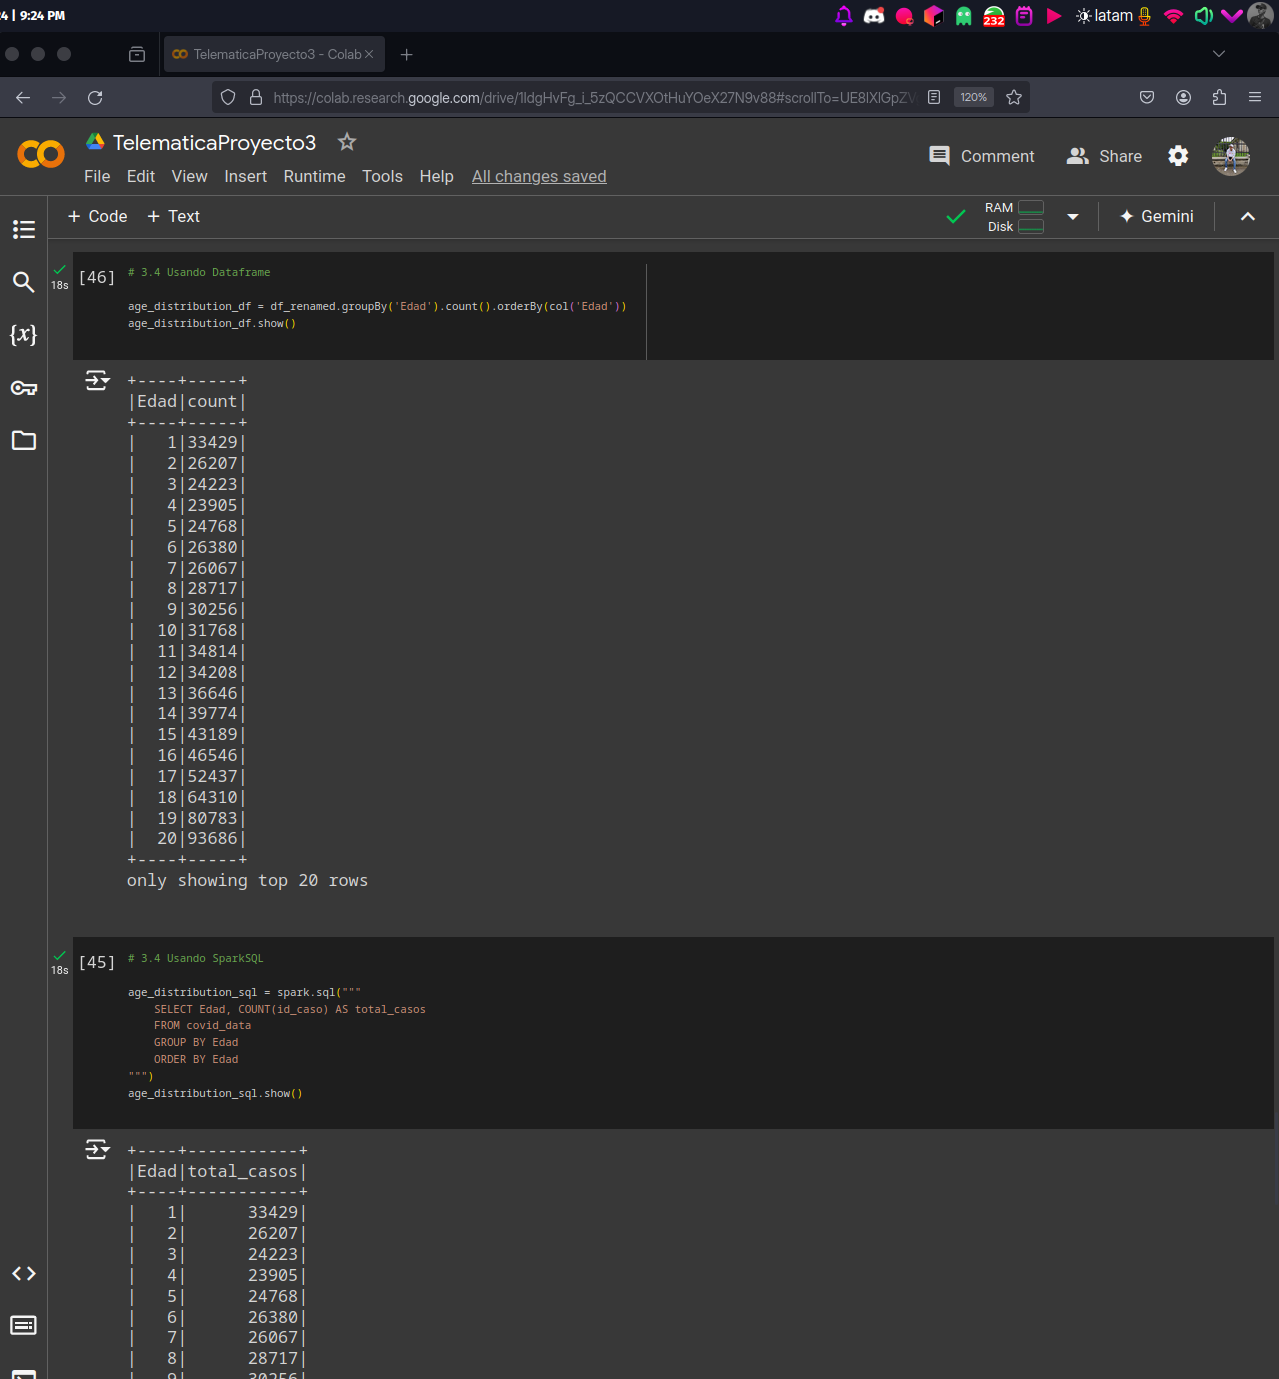 24 | 9:24 PM
232
latam
TelematicaProyecto3 - Colab
https://colab.research.google.com/drive/1IdgHvFg_i_5zQCCVXOtHuYOeX27N9v88#scrollTo=UE8lXlGpZV
120%
TelematicaProyecto3
Comment
Share
File Edit View Insert Runtime Tools Help All changes saved
+ Code + Text
RAM
Disk
Gemini
18s
[46]
# 3.4 Usando Dataframe
age_distribution_df = df_renamed.groupBy('Edad').count().orderBy(col('Edad'))
age_distribution_df.show()
+----+-----+
|Edad|count|
+----+-----+
|   1|33429|
|   2|26207|
|   3|24223|
|   4|23905|
|   5|24768|
|   6|26380|
|   7|26067|
|   8|28717|
|   9|30256|
|  10|31768|
|  11|34814|
|  12|34208|
|  13|36646|
|  14|39774|
|  15|43189|
|  16|46546|
|  17|52437|
|  18|64310|
|  19|80783|
|  20|93686|
+----+-----+
only showing top 20 rows
18s
[45]
# 3.4 Usando SparkSQL
age_distribution_sql = spark.sql("""
    SELECT Edad, COUNT(id_caso) AS total_casos
    FROM covid_data
    GROUP BY Edad
    ORDER BY Edad
""")
age_distribution_sql.show()
+----+-----------+
|Edad|total_casos|
+----+-----------+
|   1|      33429|
|   2|      26207|
|   3|      24223|
|   4|      23905|
|   5|      24768|
|   6|      26380|
|   7|      26067|
|   8|      28717|
|   9|      30256|